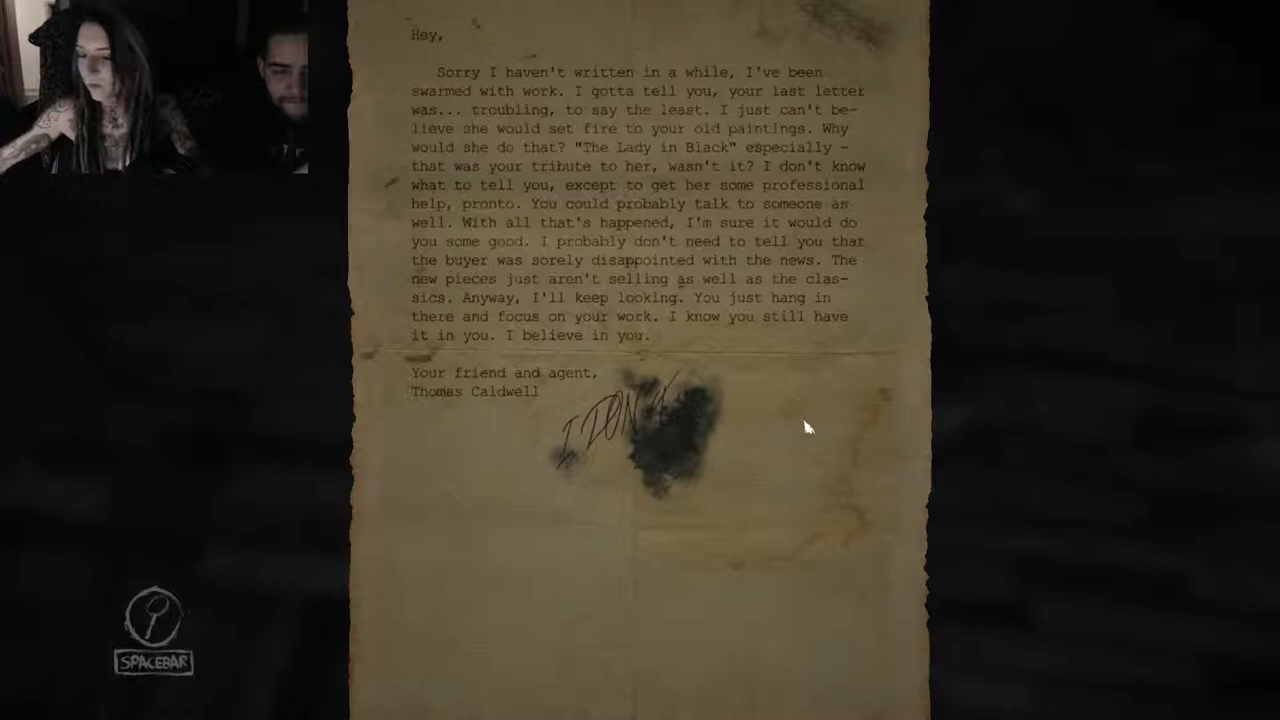 Hey,
Sorry I haven't written in a while, I've been
swarmed with work. I gotta tell you, your last letter
was... troubling, to say the least. I just can't be-
lieve she would set fire to your old paintings. Why
would she do that? "The Lady in Black" especially -
that was your tribute to her, wasn't it? I don't know
what to tell you, except to get her some professional
help, pronto. You could probably talk to someone as
well. With all that's happened, I'm sure it would do
you some good. I probably don't need to tell you that
the buyer was sorely disappointed with the news. The
new pieces just aren't selling as well as the clas-
sics. Anyway, I'll keep looking. You just hang in
there and focus on your work. I know you still have
it in you. I believe in you.
Your friend and agent,
Thomas Caldwell
I DON'T
SPACEBAR